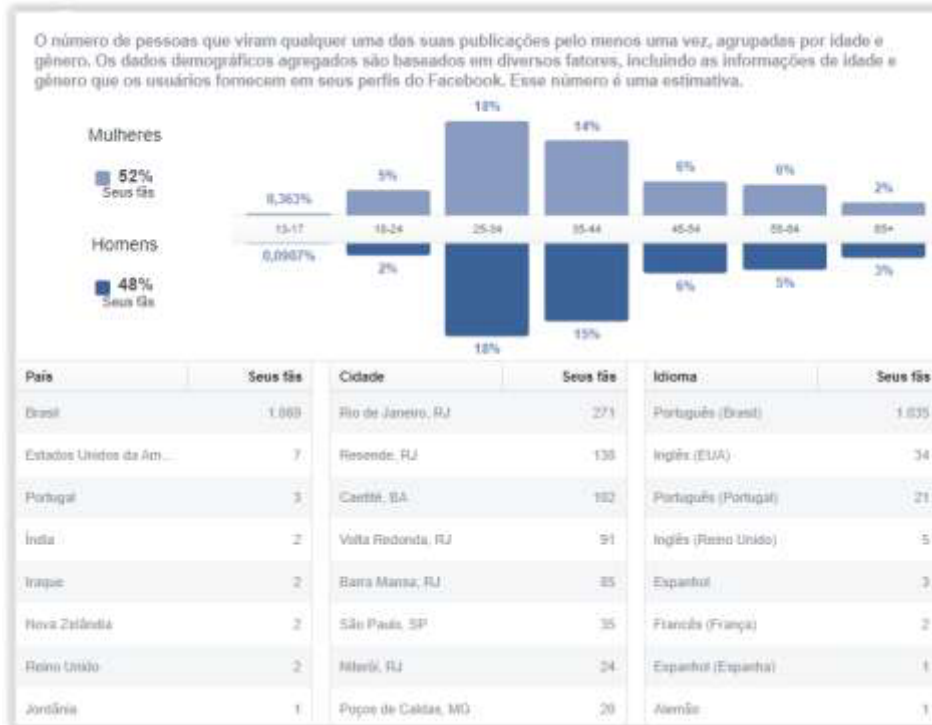 O número de pessoas que viram qualquer uma das suas publicações pelo menos uma vez, agrupadas por idade e
gênero. Os dados demográficos agregados são baseados em diversos fatores, incluindo as informações de idade e
gênero que os usuários fornecem em seus perfis do Facebook. Esse número é uma estimativa.
Mulheres
52%
Seus fãs
0,363% 5% 18% 14% 6% 6% 2%
13-17 18-24 25-34 35-44 45-54 55-64 65+
Homens
48%
Seus fãs
0,0907% 2% 18% 15% 6% 5% 3%
País Seus fãs Cidade Seus fãs Idioma Seus fãs
Brasil Rio de Janeiro, RJ 271 Português (Brasil) 1.035
Estados Unidos da Am... 7 Resende, RJ Inglês (EUA) 34
Portugal 3 Caetité, BA 102 Português (Portugal) 21
Índia 2 Volta Redonda, RJ 91 Inglês (Reino Unido) 5
Iraque 2 Barra Mansa, RJ 85 Espanhol 3
Nova Zelândia 2 São Paulo, SP 35 Francês (França) 2
Reino Unido 2 Niterói, RJ 24 Espanhol (Espanha) 1
Jordânia 1 Poços de Caldas, MG Alemão 1